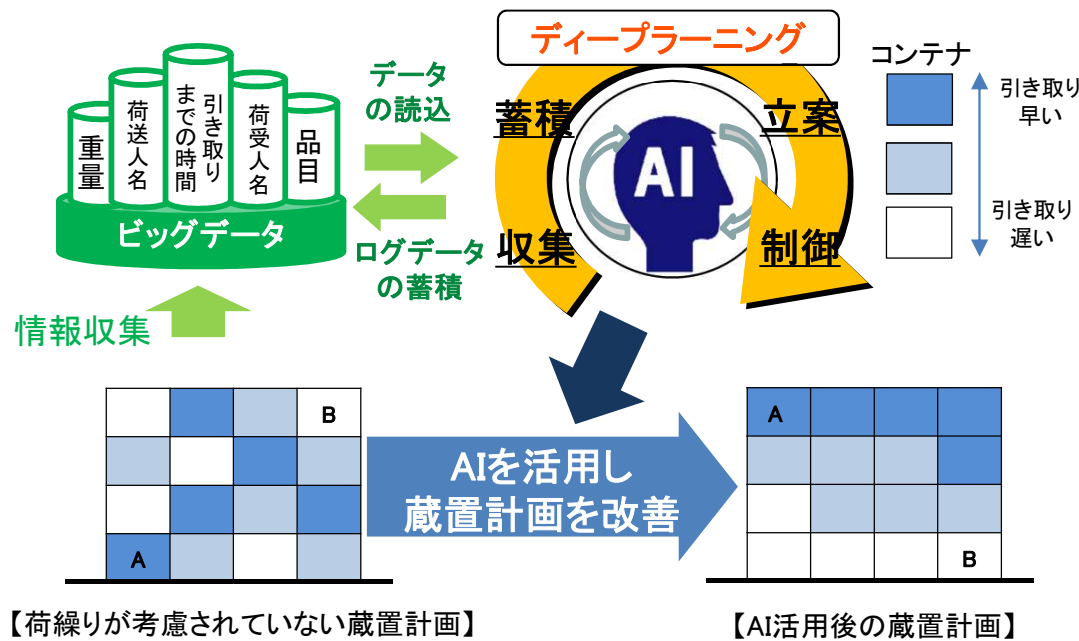 ディープラーニング
コンテナ
引き取り
早い
引き取り
遅い
データ
の読込
蓄積
立案
AI
収集
制御
重量
荷送人名
引き取り
までの時間
荷受人名
品目
ビッグデータ
ログデータ
の蓄積
情報収集
B
A
AIを活用し
蔵置計画を改善
A
B
【荷繰りが考慮されていない蔵置計画】
【AI活用後の蔵置計画】